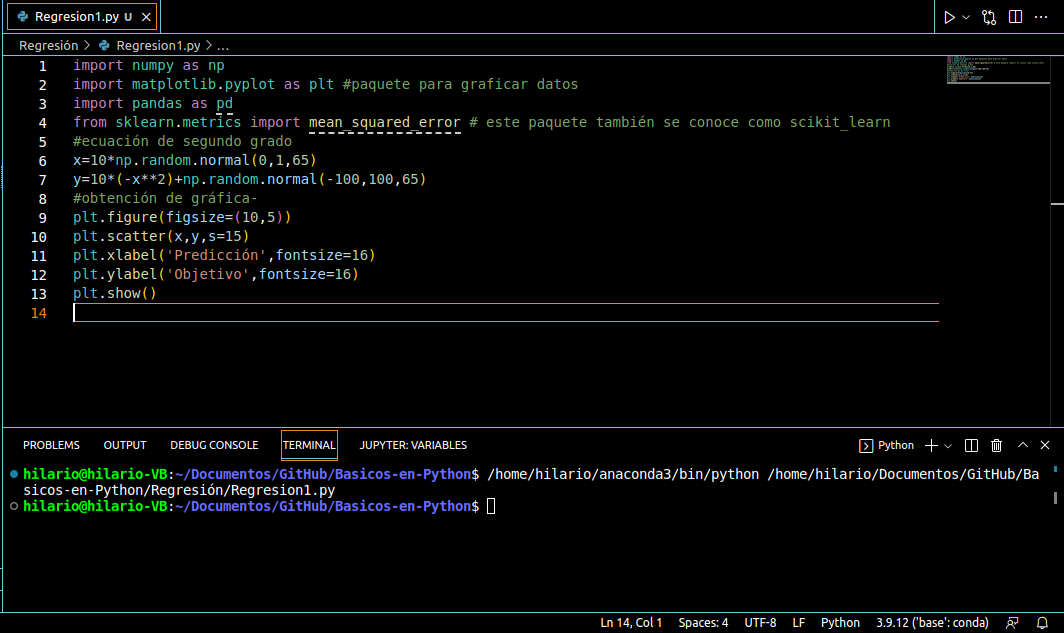 Regresion1.py U
Regresión > Regresion1.py > ...
1 import numpy as np
2 import matplotlib.pyplot as plt #paquete para graficar datos
3 import pandas as pd
4 from sklearn.metrics import mean_squared_error # este paquete también se conoce como scikit_learn
5 #ecuación de segundo grado
6 x=10*np.random.normal(0,1,65)
7 y=10*(-x**2)+np.random.normal(-100,100,65)
8 #obtención de gráfica-
9 plt.figure(figsize=(10,5))
10 plt.scatter(x,y,s=15)
11 plt.xlabel('Predicción',fontsize=16)
12 plt.ylabel('Objetivo',fontsize=16)
13 plt.show()
14
PROBLEMS OUTPUT DEBUG CONSOLE TERMINAL JUPYTER: VARIABLES Python
hilario@hilario-VB:~/Documentos/GitHub/Basicos-en-Python$ /home/hilario/anaconda3/bin/python /home/hilario/Documentos/GitHub/Ba
sicos-en-Python/Regresión/Regresion1.py
hilario@hilario-VB:~/Documentos/GitHub/Basicos-en-Python$
Ln 14, Col 1 Spaces: 4 UTF-8 LF Python 3.9.12 ('base': conda)